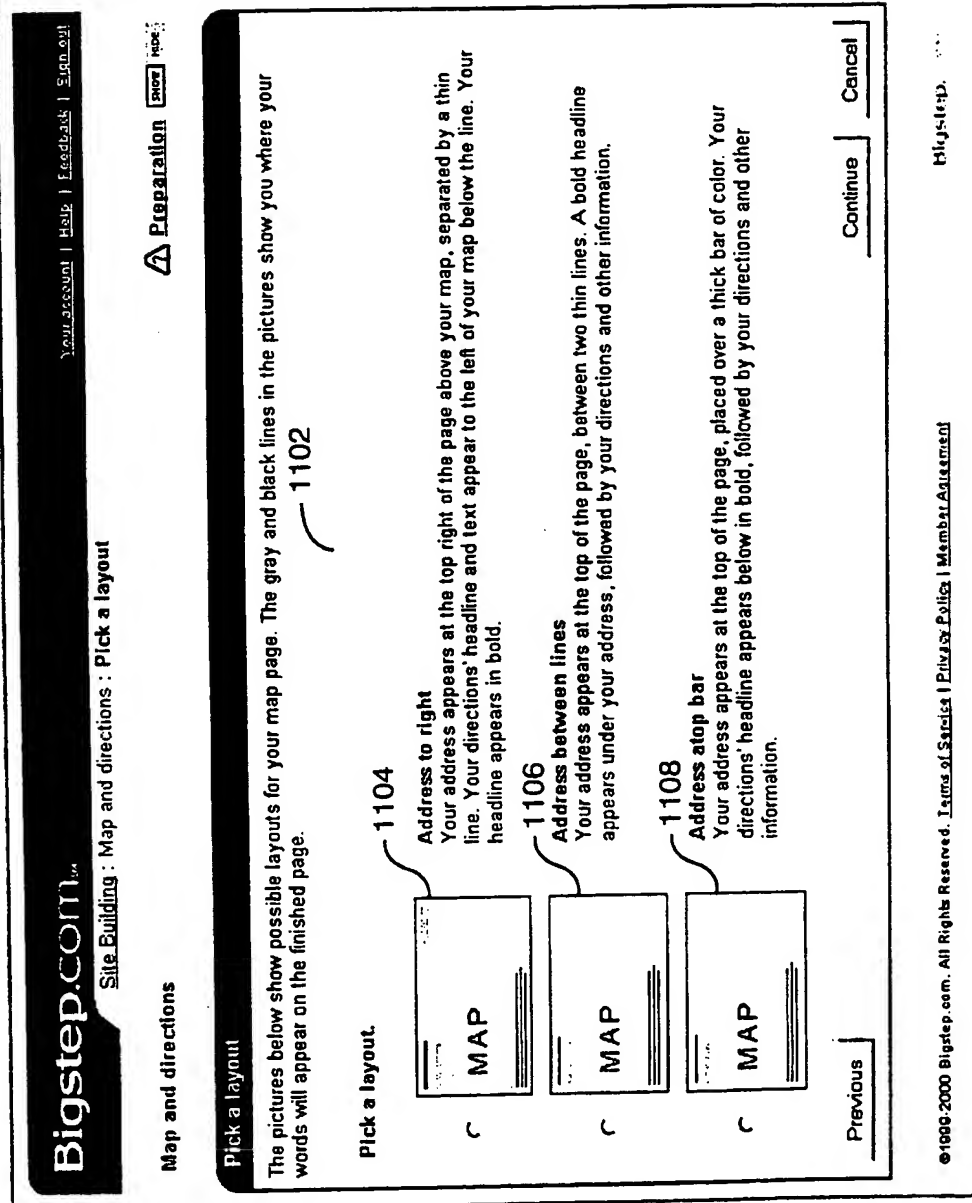 Bigstep.com
Your account | Help | Feedback | Sign out
Site Building : Map and directions : Pick a layout
Map and directions
Preparation SHOW HIDE
Pick a layout
The pictures below show possible layouts for your map page. The gray and black lines in the pictures show you where your
words will appear on the finished page.
1102
Pick a layout.
1104
MAP
Address to right
Your address appears at the top right of the page above your map, separated by a thin
line. Your directions' headline and text appear to the left of your map below the line. Your
headline appears in bold.
1106
MAP
Address between lines
Your address appears at the top of the page, between two thin lines. A bold headline
appears under your address, followed by your directions and other information.
1108
MAP
Address atop bar
Your address appears at the top of the page, placed over a thick bar of color. Your
directions' headline appears below in bold, followed by your directions and other
information.
Previous
Continue
Cancel
©1999-2000 Bigstep.com. All Rights Reserved. Terms of Service | Privacy Policy | Member Agreement
Bigstep.